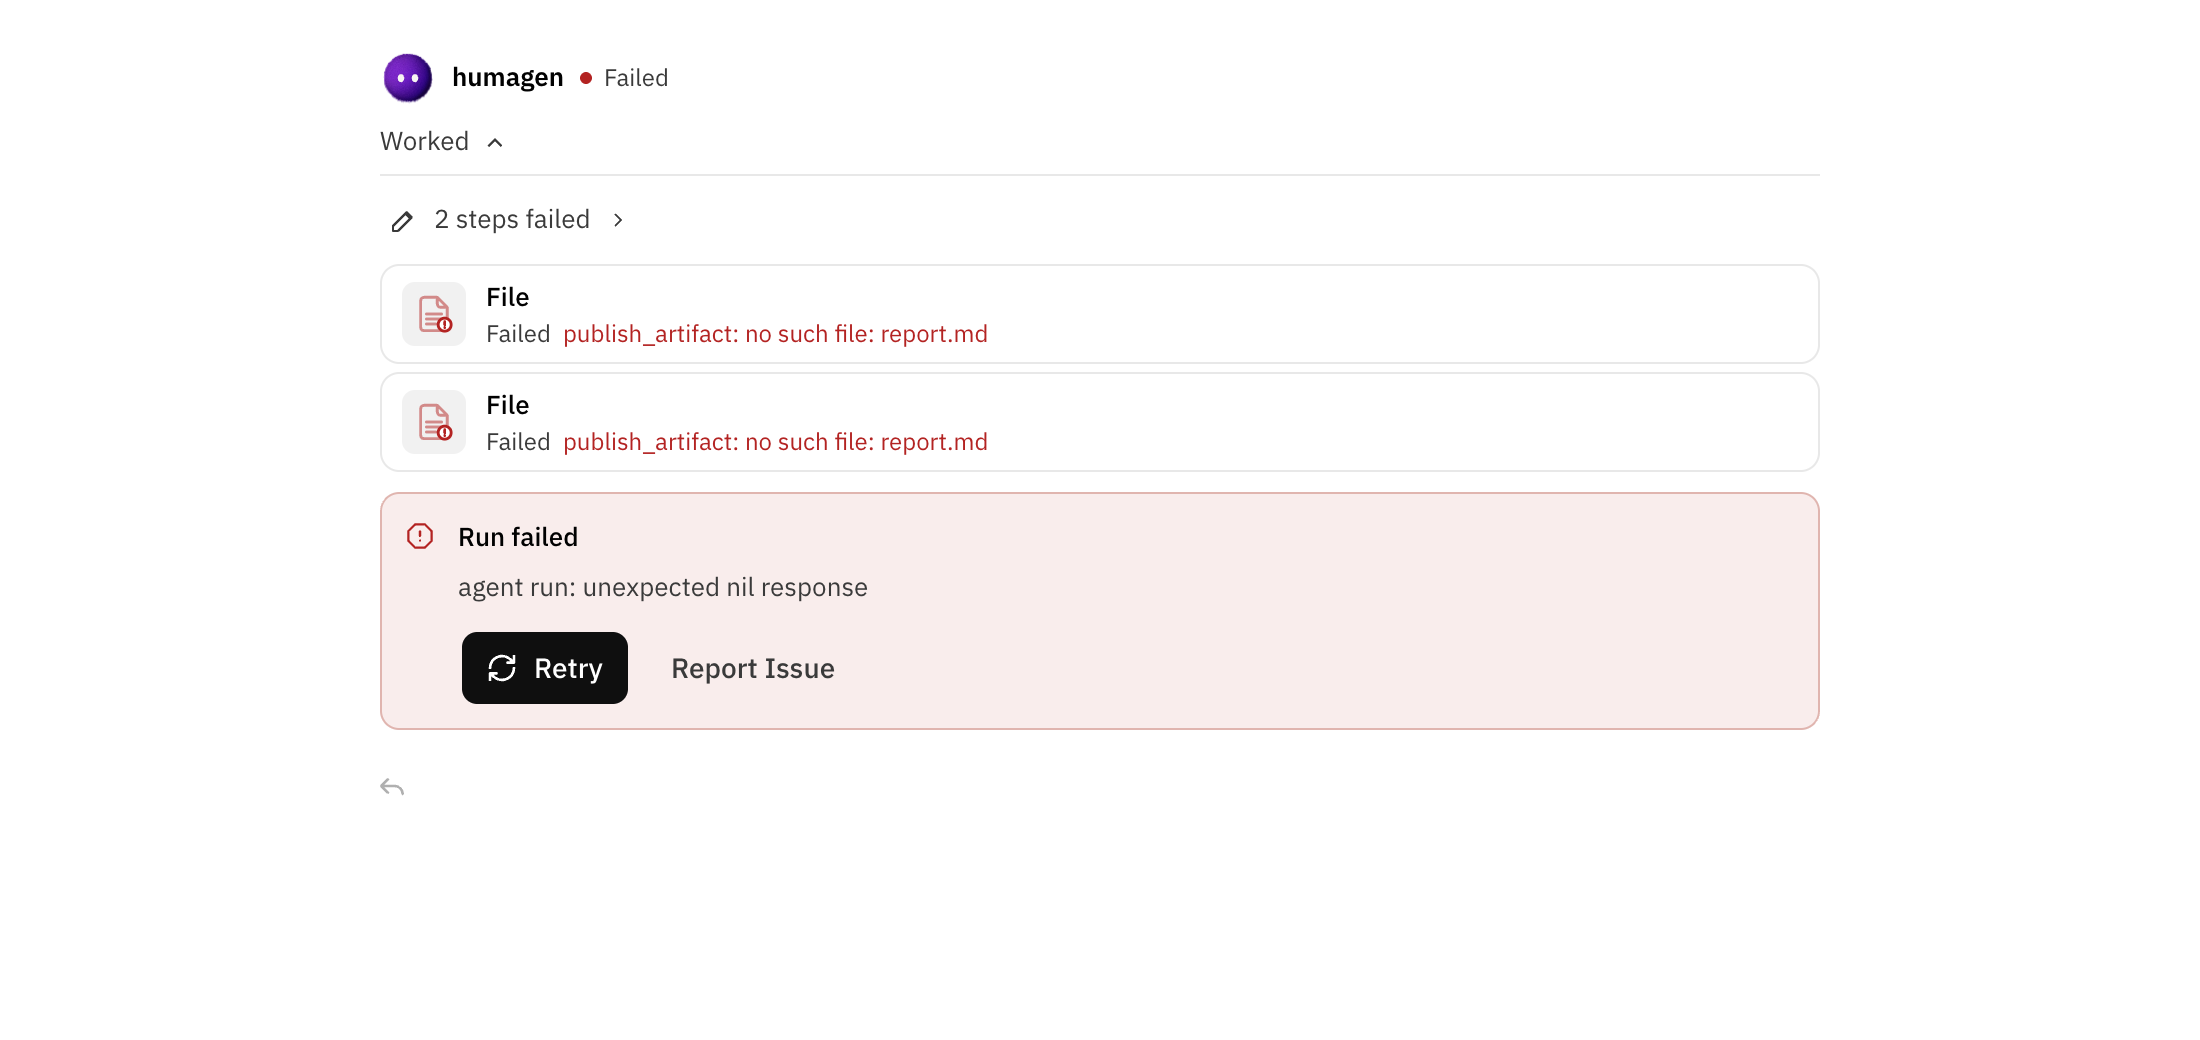 humagen Failed
Worked
2 steps failed
File
Failed publish_artifact: no such file: report.md
File
Failed publish_artifact: no such file: report.md
Run failed
agent run: unexpected nil response
Retry Report Issue